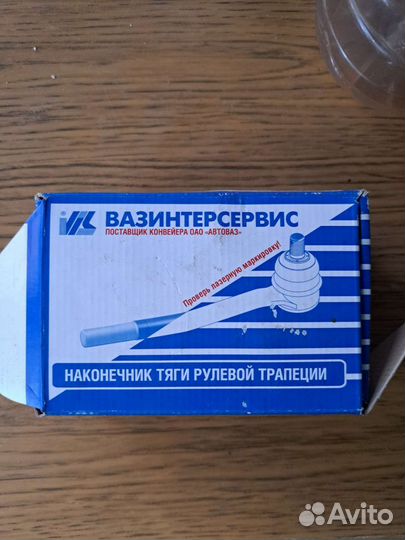 ВАЗИНТЕРСЕРВИС
ПОСТАВЩИК КОНВЕЙЕРА ОАО «АВТОВАЗ»
Проверь лазерную маркировку!
НАКОНЕЧНИК ТЯГИ РУЛЕВОЙ ТРАПЕЦИИ
Avito